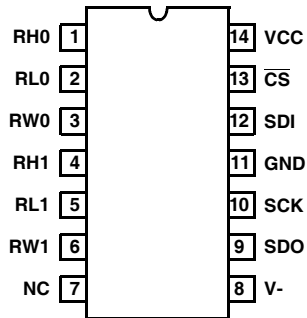 RH0 1 14 VCC
RL0 2 13 C̅S̅
RW0 3 12 SDI
RH1 4 11 GND
RL1 5 10 SCK
RW1 6 9 SDO
NC 7 8 V-